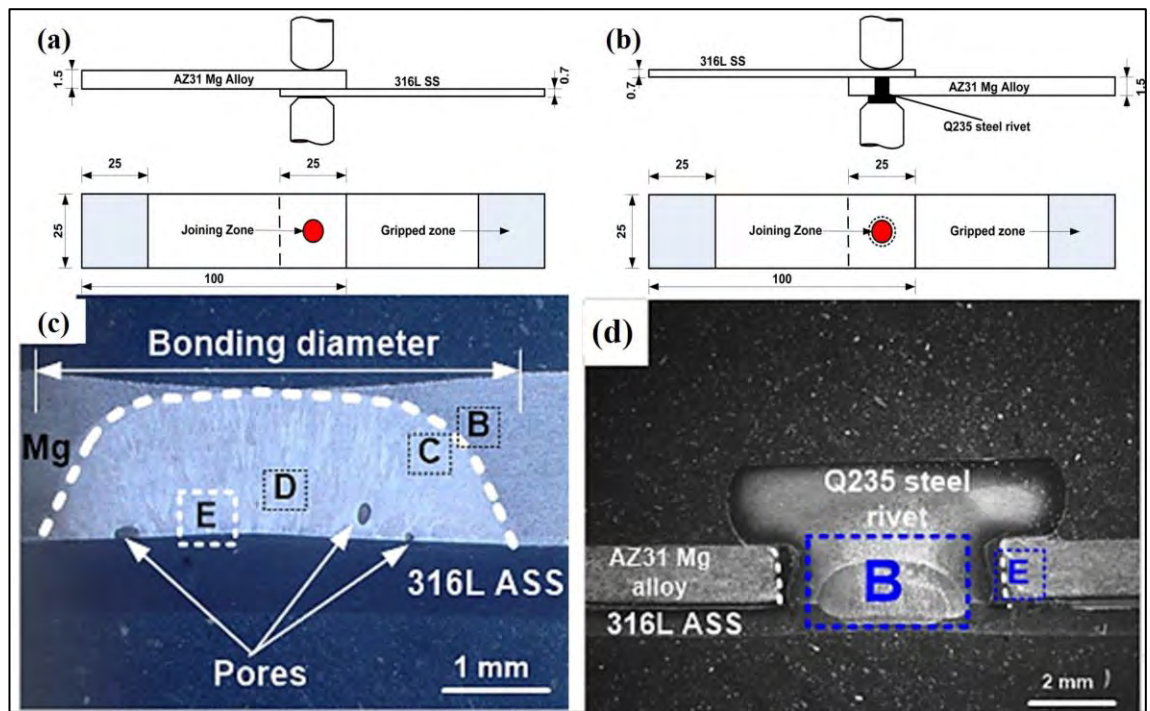 (a)
1.5
AZ31 Mg Alloy
316L SS
0.7
25
25
25
Joining Zone
Gripped zone
100
(b)
316L SS
0.7
AZ31 Mg Alloy
1.5
Q235 steel rivet
25
25
25
Joining Zone
Gripped zone
100
(c)
Bonding diameter
Mg
B
C
D
E
316L ASS
Pores
1 mm
(d)
Q235 steel
rivet
AZ31 Mg
alloy
B
E
316L ASS
2 mm